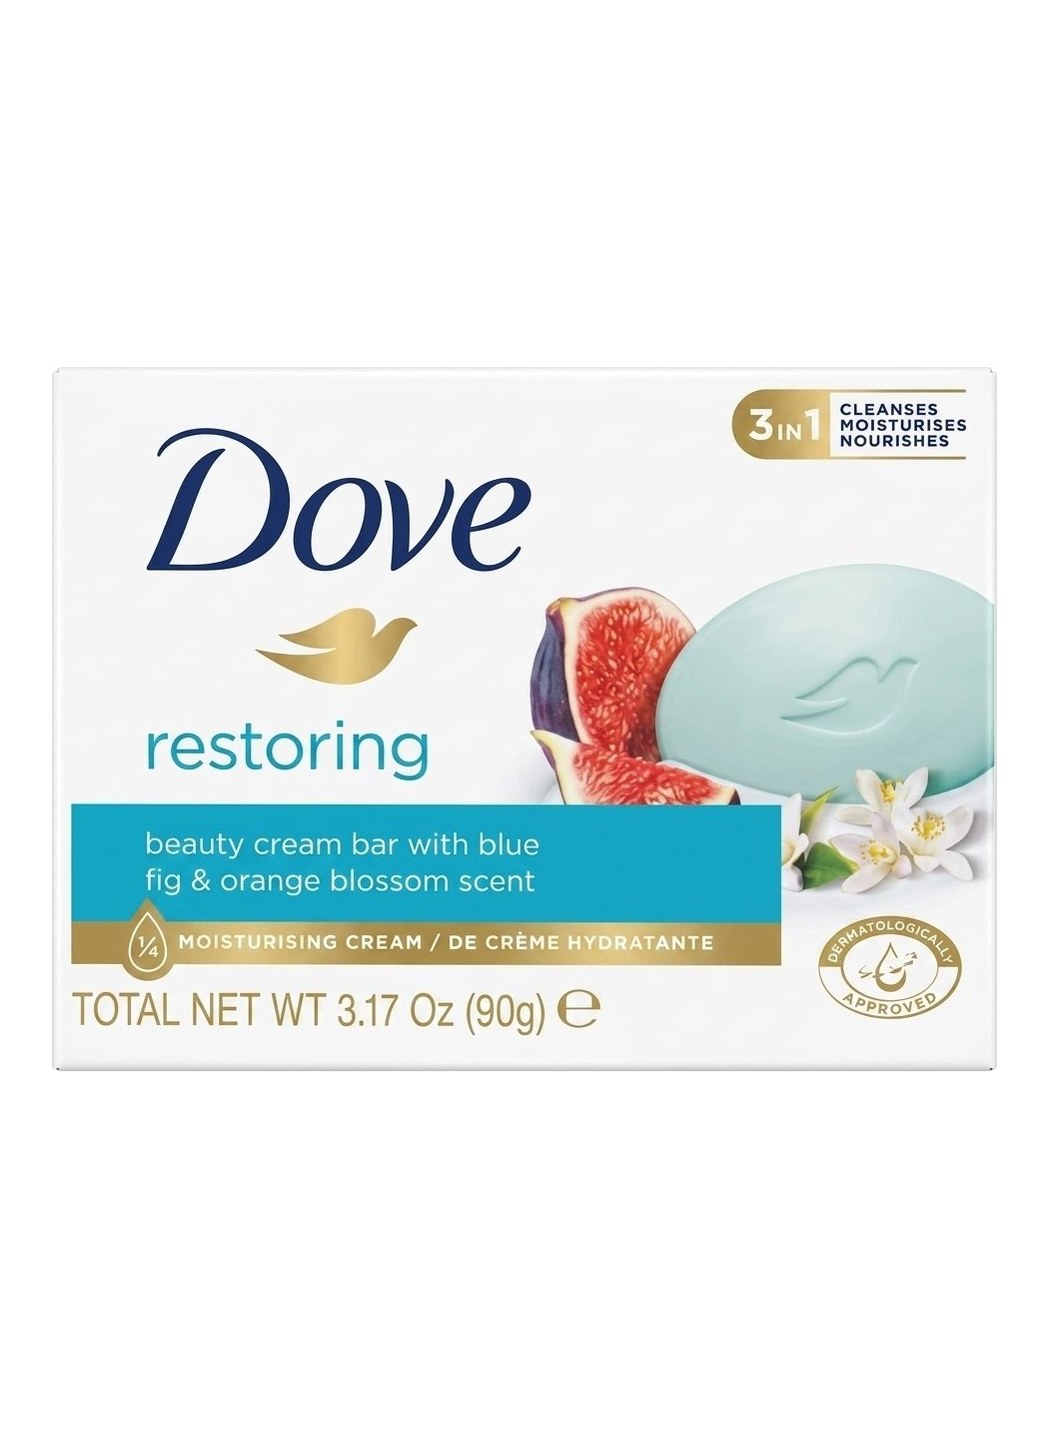 3 IN 1
CLEANSES
MOISTURISES
NOURISHES
Dove
restoring
beauty cream bar with blue
fig & orange blossom scent
1/4 MOISTURISING CREAM / DE CRÈME HYDRATANTE
DERMATOLOGICALLY
APPROVED
TOTAL NET WT 3.17 Oz (90g) ℮